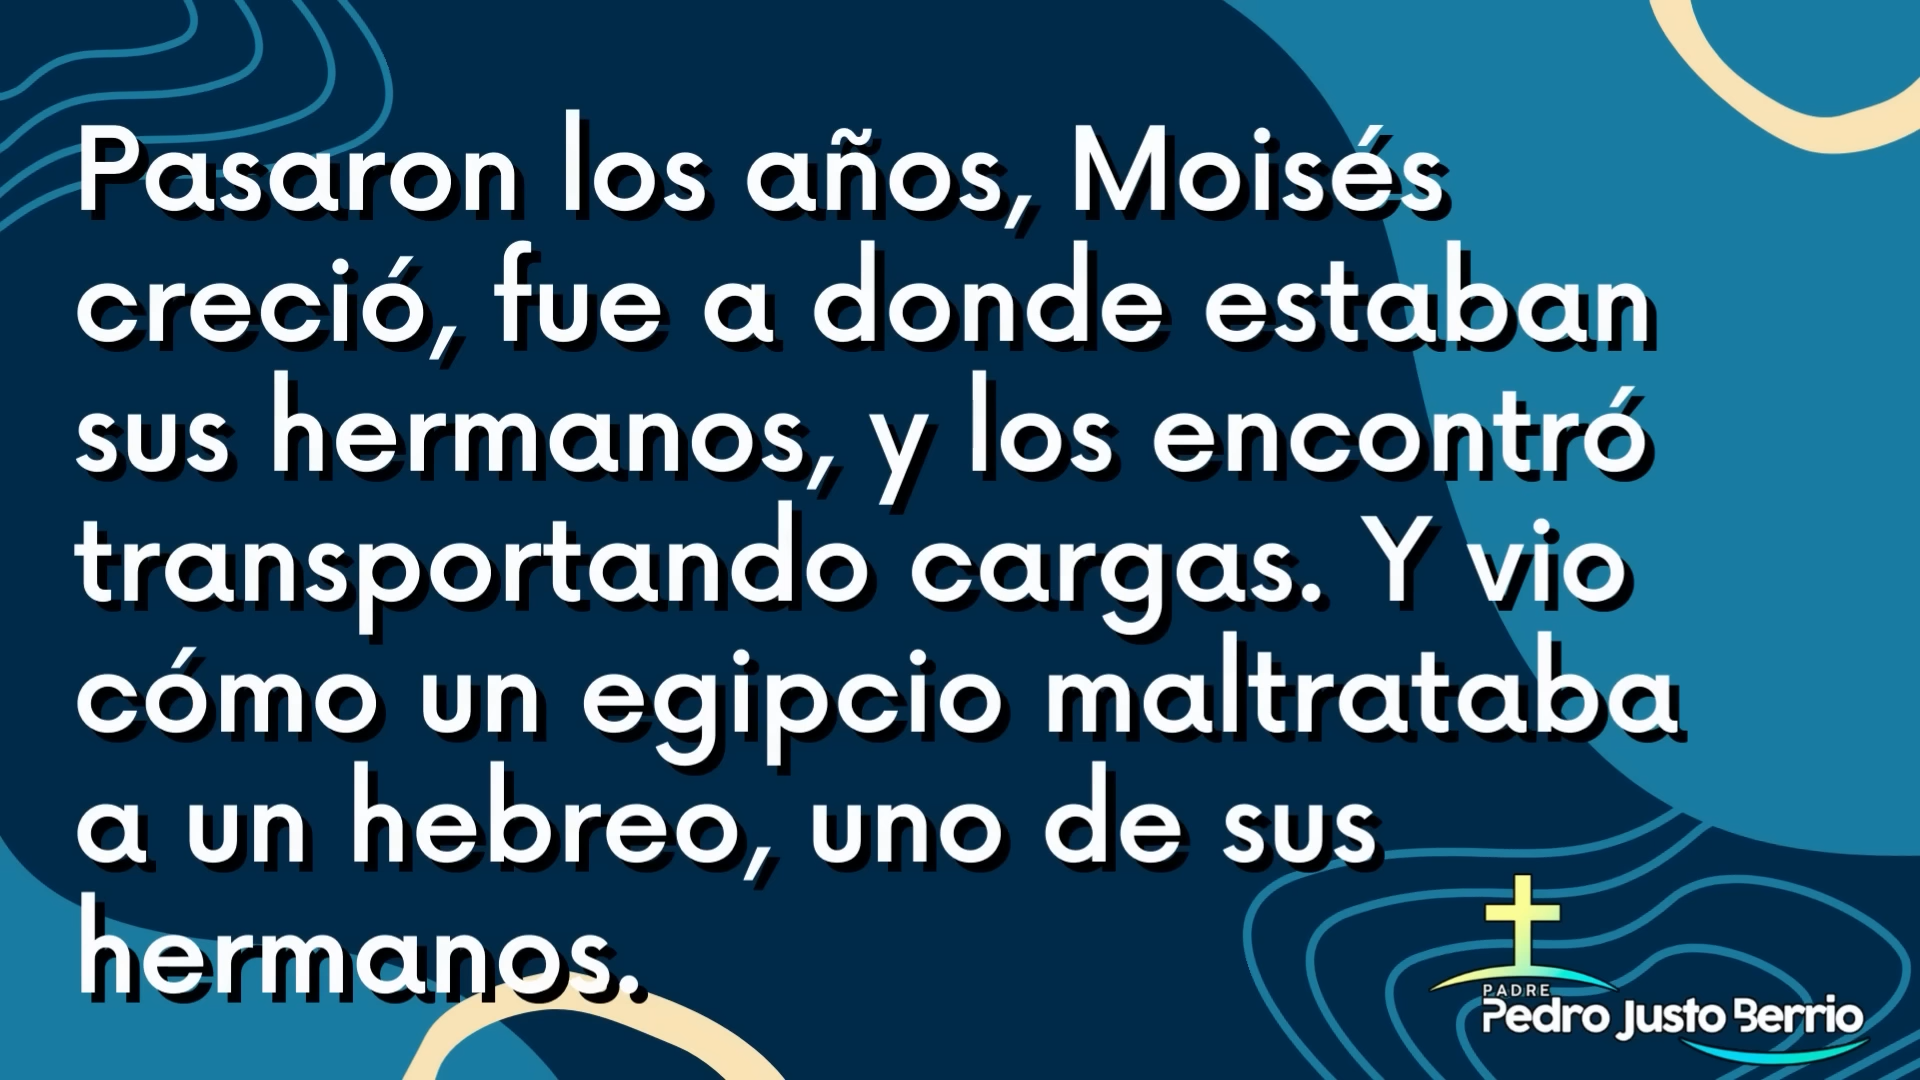 Pasaron los años, Moisés
creció, fue a donde estaban
sus hermanos, y los encontró
transportando cargas. Y vio
cómo un egipcio maltrataba
a un hebreo, uno de sus
hermanos.
PADRE
Pedro Justo Berrio